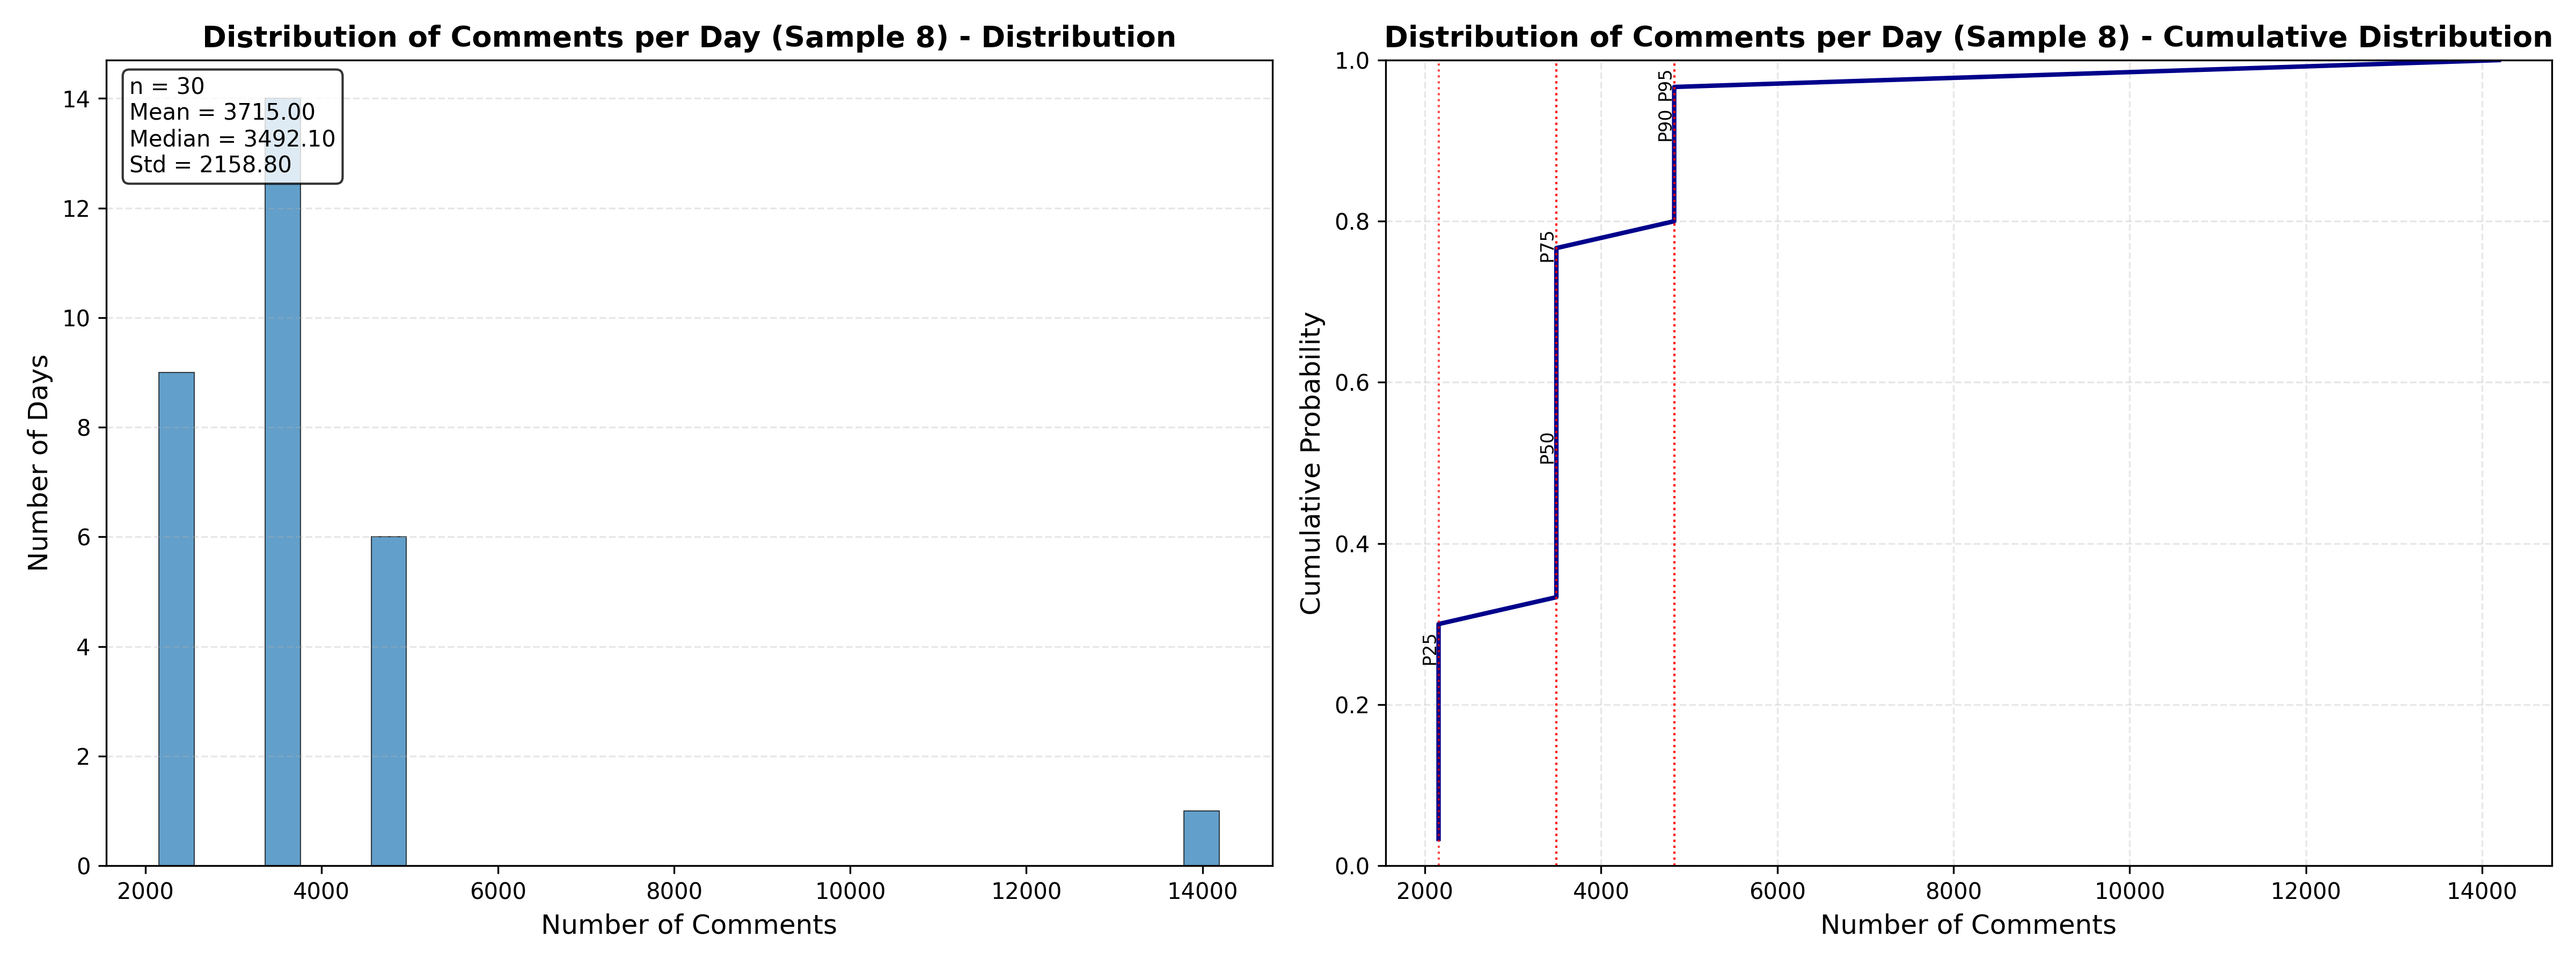 Distribution of Comments per Day (Sample 8) - Distribution
n = 30
Mean = 3715.00
Median = 3492.10
Std = 2158.80
14
12
10
8
6
4
2
0
Number of Days
2000 4000 6000 8000 10000 12000 14000
Number of Comments
Distribution of Comments per Day (Sample 8) - Cumulative Distribution
1.0
0.8
0.6
0.4
0.2
0.0
Cumulative Probability
P25
P50
P75
P90
P95
2000 4000 6000 8000 10000 12000 14000
Number of Comments